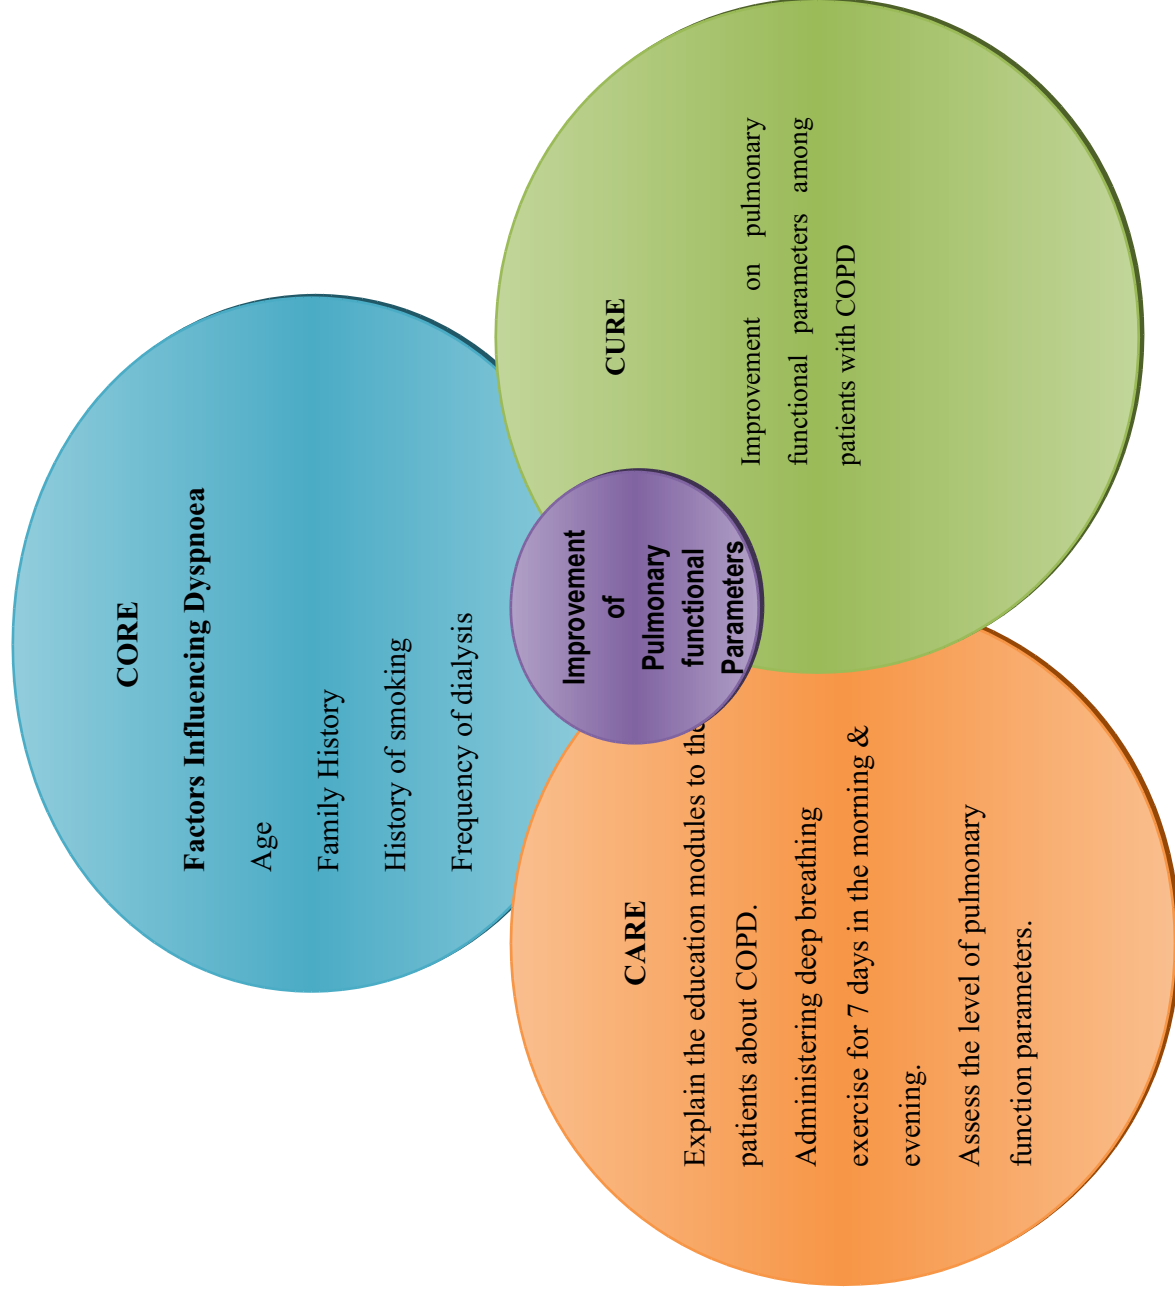 CORE
Factors Influencing Dyspnoea
Age
Family History
History of smoking
Frequency of dialysis
CARE
Explain the education modules to the
patients about COPD.
Administering deep breathing
exercise for 7 days in the morning &
evening.
Assess the level of pulmonary
function parameters.
Improvement
of
Pulmonary
functional
Parameters
CURE
Improvement on pulmonary
functional parameters among
patients with COPD